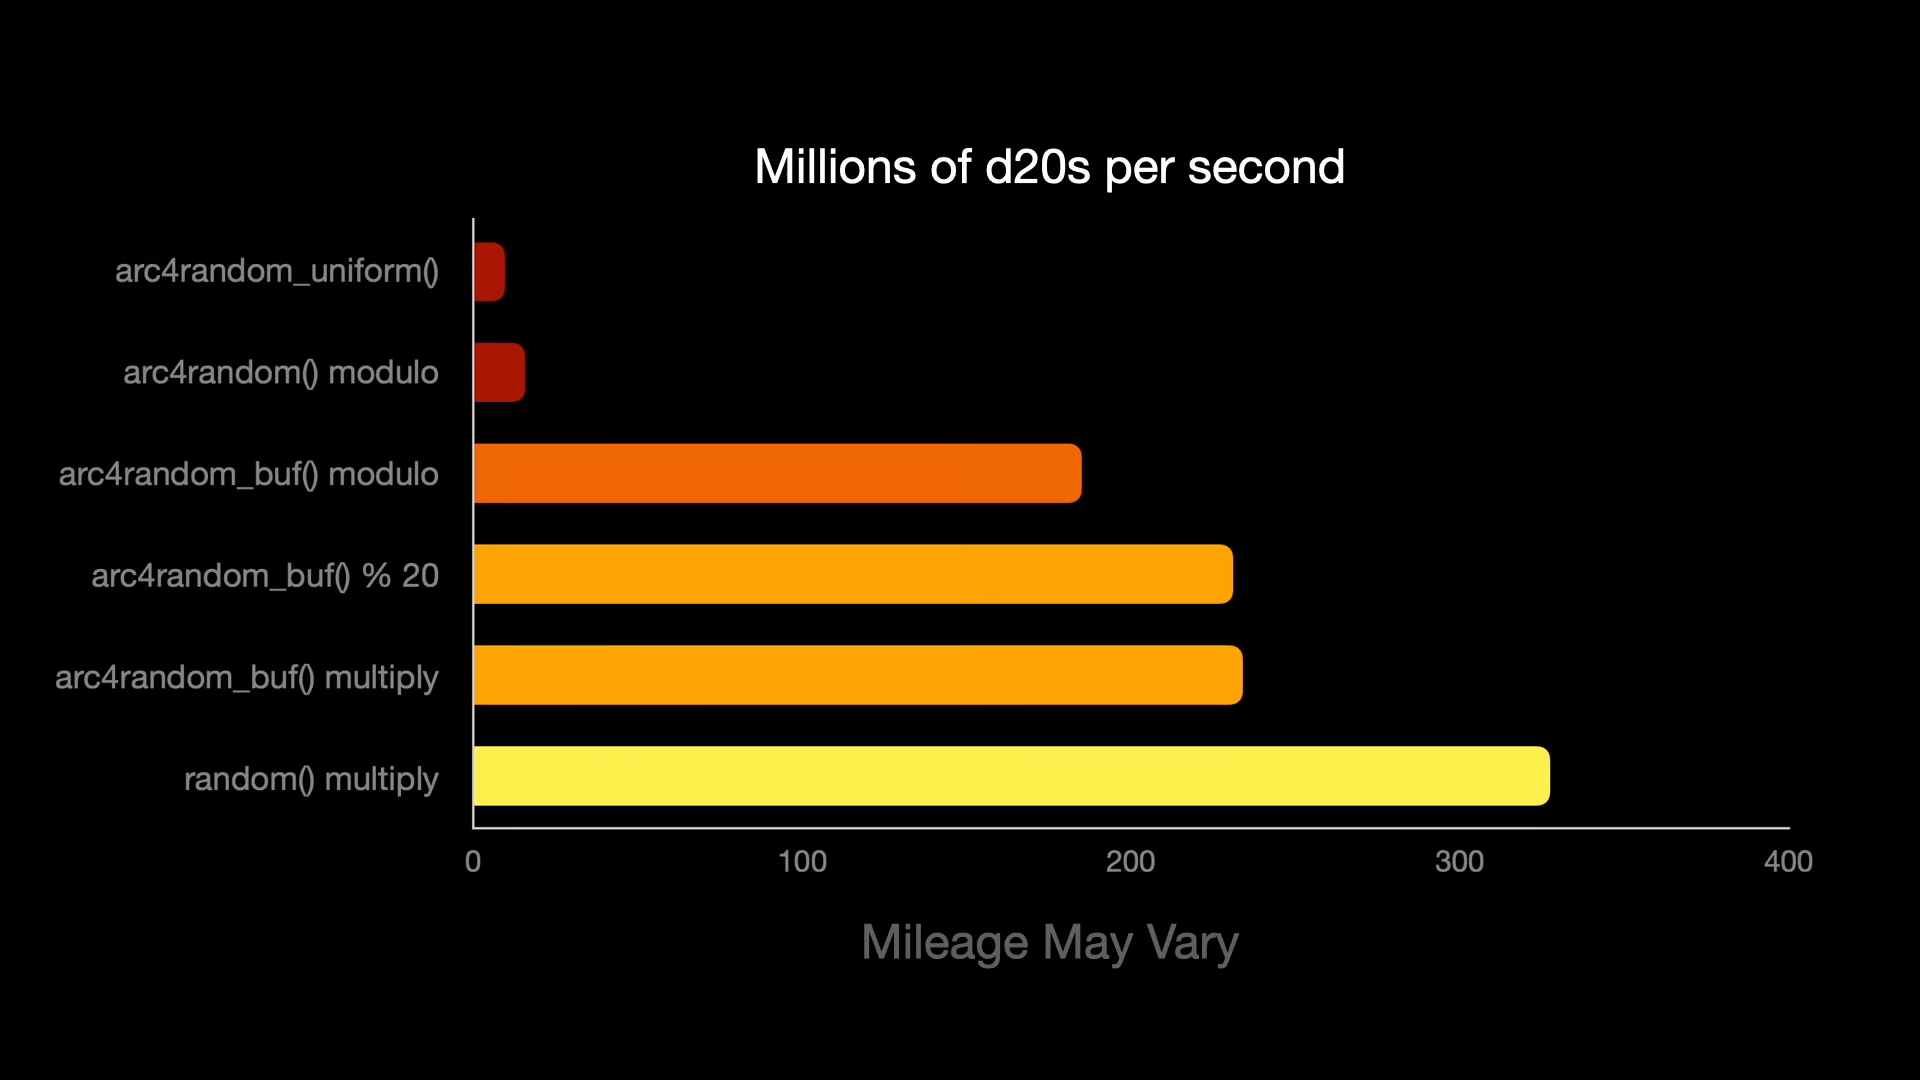 Millions of d20s per second
arc4random_uniform()
arc4random() modulo
arc4random_buf() modulo
arc4random_buf() % 20
arc4random_buf() multiply
random() multiply
0 100 200 300 400
Mileage May Vary